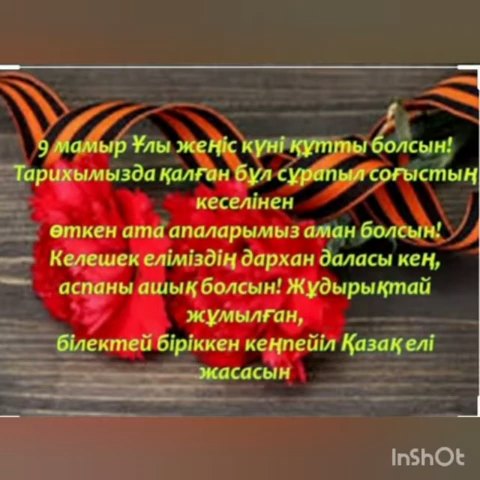 9 мамыр Ұлы жеңіс күні құтты болсын!
Тарихымызда қалған бұл сұрапыл соғыстың
кеселінен
өткен ата апаларымыз аман болсын!
Келешек еліміздің дархан даласы кең,
аспаны ашық болсын! Жұдырықтай
жұмылған,
білектей біріккен кеңпейіл Қазақ елі
жасасын
InShOt